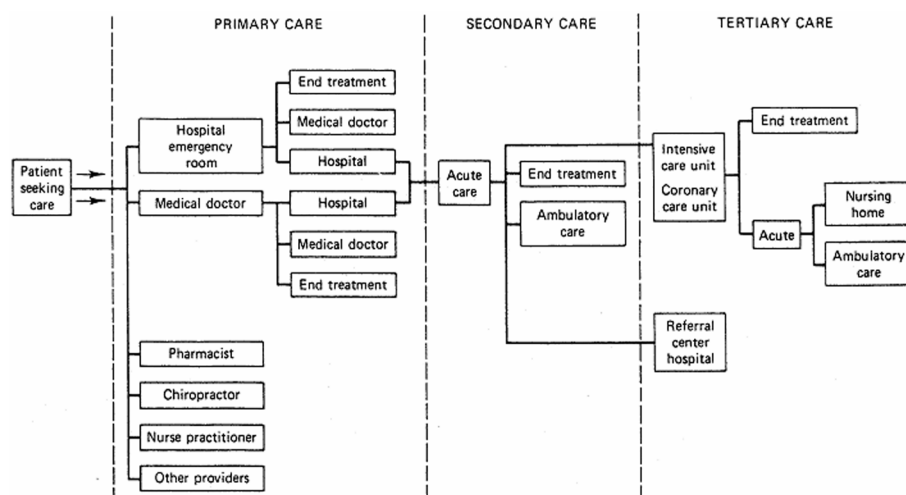 PRIMARY CARE
SECONDARY CARE
TERTIARY CARE
Patient
seeking
care
Hospital
emergency
room
End treatment
Medical doctor
Hospital
Medical doctor
Hospital
Medical doctor
End treatment
Pharmacist
Chiropractor
Nurse practitioner
Other providers
Acute
care
End treatment
Ambulatory
care
Intensive
care unit
Coronary
care unit
End treatment
Acute
Nursing
home
Ambulatory
care
Referral
center
hospital